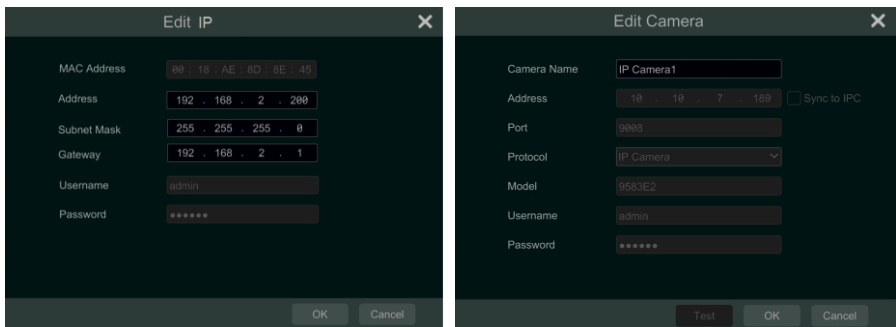 Edit IP
MAC Address 00 : 18 : AE : 8D : 8E : 45
Address 192 . 168 . 2 . 200
Subnet Mask 255 . 255 . 255 . 0
Gateway 192 . 168 . 2 . 1
Username admin
Password ••••••
OK Cancel
Edit Camera
Camera Name IP Camera1
Address 10 . 10 . 7 . 189 Sync to IPC
Port 9008
Protocol IP Camera
Model 9583E2
Username admin
Password ••••••
Test OK Cancel